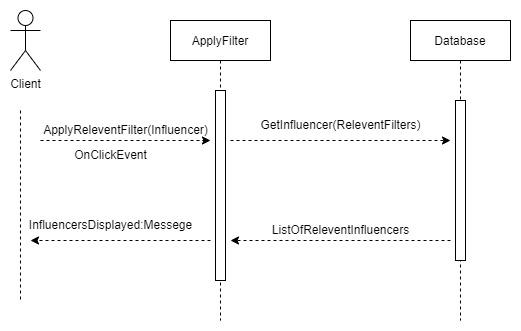 ApplyFilter
Database
Client
ApplyReleventFilter(Influencer)
GetInfluencer(ReleventFilters)
OnClickEvent
InfluencersDisplayed:Messege
ListOfReleventInfluencers